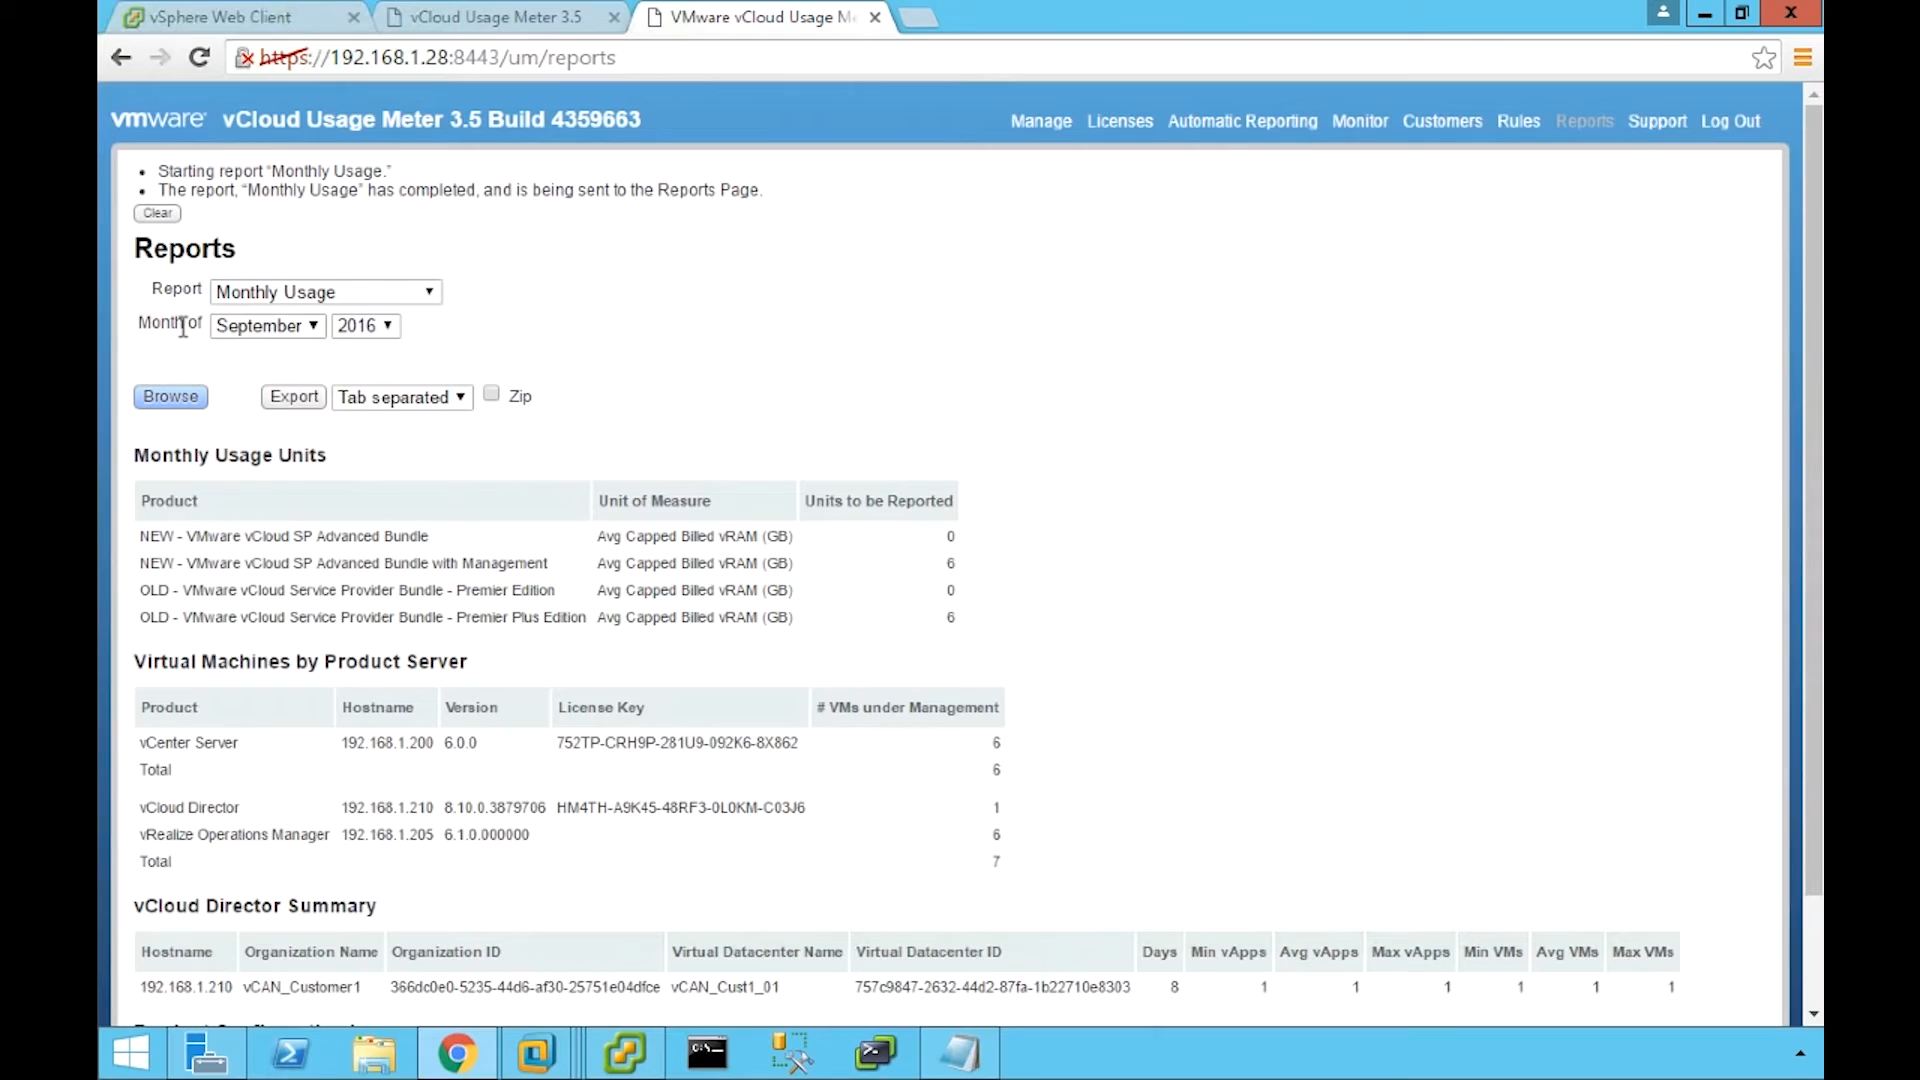 vSphere Web Client
vCloud Usage Meter 3.5
VMware vCloud Usage M
https://192.168.1.28:8443/um/reports
vmware vCloud Usage Meter 3.5 Build 4359663
Manage Licenses Automatic Reporting Monitor Customers Rules Reports Support Log Out
• Starting report “Monthly Usage.”
• The report, “Monthly Usage” has completed, and is being sent to the Reports Page.
Clear
Reports
Report Monthly Usage
Month of September 2016
Browse Export Tab separated Zip
Monthly Usage Units
Product Unit of Measure Units to be Reported
NEW - VMware vCloud SP Advanced Bundle Avg Capped Billed vRAM (GB) 0
NEW - VMware vCloud SP Advanced Bundle with Management Avg Capped Billed vRAM (GB) 6
OLD - VMware vCloud Service Provider Bundle - Premier Edition Avg Capped Billed vRAM (GB) 0
OLD - VMware vCloud Service Provider Bundle - Premier Plus Edition Avg Capped Billed vRAM (GB) 6
Virtual Machines by Product Server
Product Hostname Version License Key # VMs under Management
vCenter Server 192.168.1.200 6.0.0 752TP-CRH9P-281U9-092K6-8X862 6
Total 6
vCloud Director 192.168.1.210 8.10.0.3879706 HM4TH-A9K45-48RF3-0L0KM-C03J6 1
vRealize Operations Manager 192.168.1.205 6.1.0.000000 6
Total 7
vCloud Director Summary
Hostname Organization Name Organization ID Virtual Datacenter Name Virtual Datacenter ID Days Min vApps Avg vApps Max vApps Min VMs Avg VMs Max VMs
192.168.1.210 vCAN_Customer1 366dc0e0-5235-44d6-af30-25751e04dfce vCAN_Cust1_01 757c9847-2632-44d2-87fa-1b22710e8303 8 1 1 1 1 1 1